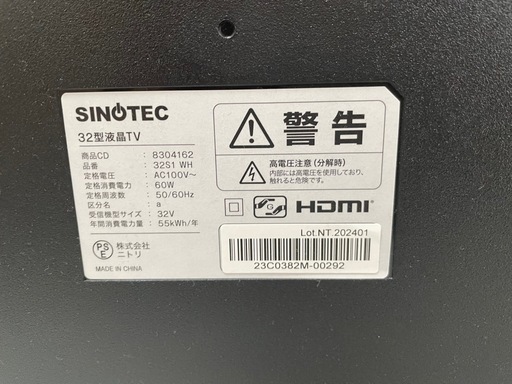 SINOTEC
32型液晶TV
商品CD : 8304162
品番 : 32S1 WH
定格電圧 : AC100V～
定格消費電力 : 60W
定格周波数 : 50/60Hz
区分名 : a
受信機型サイズ : 32V
年間消費電力量 : 55kWh/年
PS
E
株式会社
ニトリ
MADE IN CHINA
警告
高電圧注意(分解時)
内部には高電圧を使用しており、
触れると危険です。
G
HDMI
Lot.NT.202401
23C0382M-00292